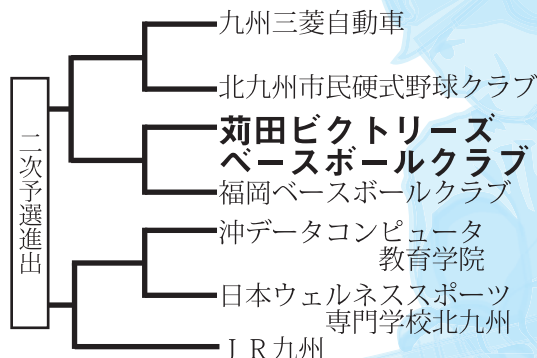 九州三菱自動車
北九州市民硬式野球クラブ
苅田ビクトリーズ
ベースボールクラブ
福岡ベースボールクラブ
沖データコンピュータ
教育学院
日本ウェルネススポーツ
専門学校北九州
ＪＲ九州
二次予選進出